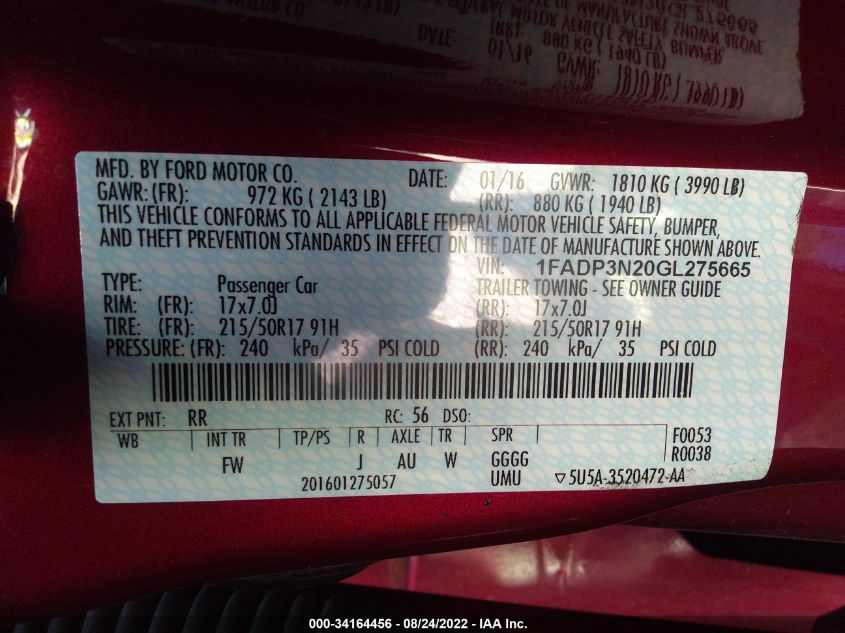 MFD. BY FORD MOTOR CO. DATE: 01/16 GVWR: 1810 KG ( 3990 LB)
GAWR: (FR): 972 KG ( 2143 LB) (RR): 880 KG ( 1940 LB)
THIS VEHICLE CONFORMS TO ALL APPLICABLE FEDERAL MOTOR VEHICLE SAFETY, BUMPER,
AND THEFT PREVENTION STANDARDS IN EFFECT ON THE DATE OF MANUFACTURE SHOWN ABOVE.
VIN: 1FADP3N20GL275665
TYPE: Passenger Car TRAILER TOWING - SEE OWNER GUIDE
RIM: (FR): 17x7.0J (RR): 17x7.0J
TIRE: (FR): 215/50R17 91H (RR): 215/50R17 91H
PRESSURE: (FR): 240 kPa/ 35 PSI COLD (RR): 240 kPa/ 35 PSI COLD
EXT PNT: RR RC: 56 DSO:
WB INT TR TP/PS R AXLE TR SPR F0053
FW J AU W GGGG R0038
201601275057 UMU ▽5U5A-3520472-AA
000-34164456 - 08/24/2022 - IAA Inc.